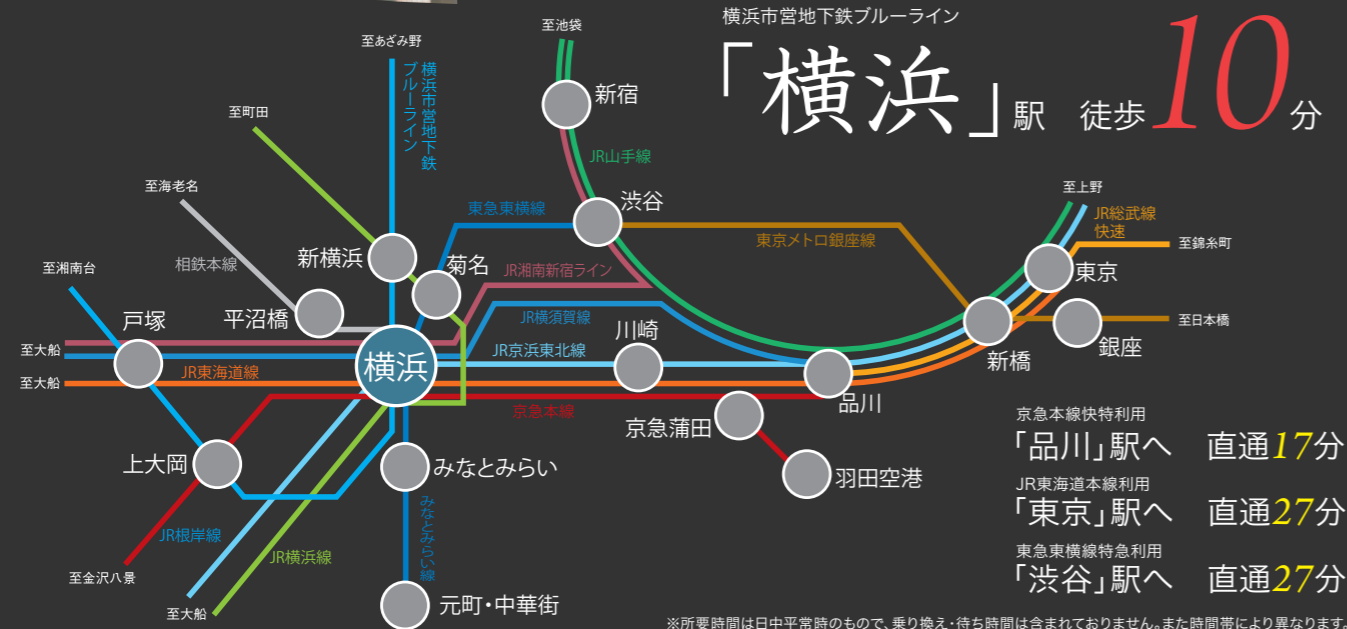 横浜市営地下鉄ブルーライン
「横浜」駅 徒歩10分
至池袋
至あざみ野
横浜市営地下鉄
ブルーライン
新宿
至町田
JR山手線
至海老名
渋谷
至上野
東急東横線
JR総武線
快速
東京メトロ銀座線
至錦糸町
相鉄本線
新横浜
菊名
JR湘南新宿ライン
東京
至湘南台
戸塚
平沼橋
JR横須賀線
川崎
至日本橋
銀座
至大船
横浜
JR京浜東北線
新橋
至大船
JR東海道線
品川
京急本線
京急蒲田
上大岡
みなとみらい
羽田空港
みなとみらい線
JR根岸線
JR横浜線
至金沢八景
至大船
元町・中華街
京急本線快特利用
「品川」駅へ 直通17分
JR東海道本線利用
「東京」駅へ 直通27分
東急東横線特急利用
「渋谷」駅へ 直通27分
※所要時間は日中平常時のもので、乗り換え・待ち時間は含まれておりません。また時間帯により異なります。